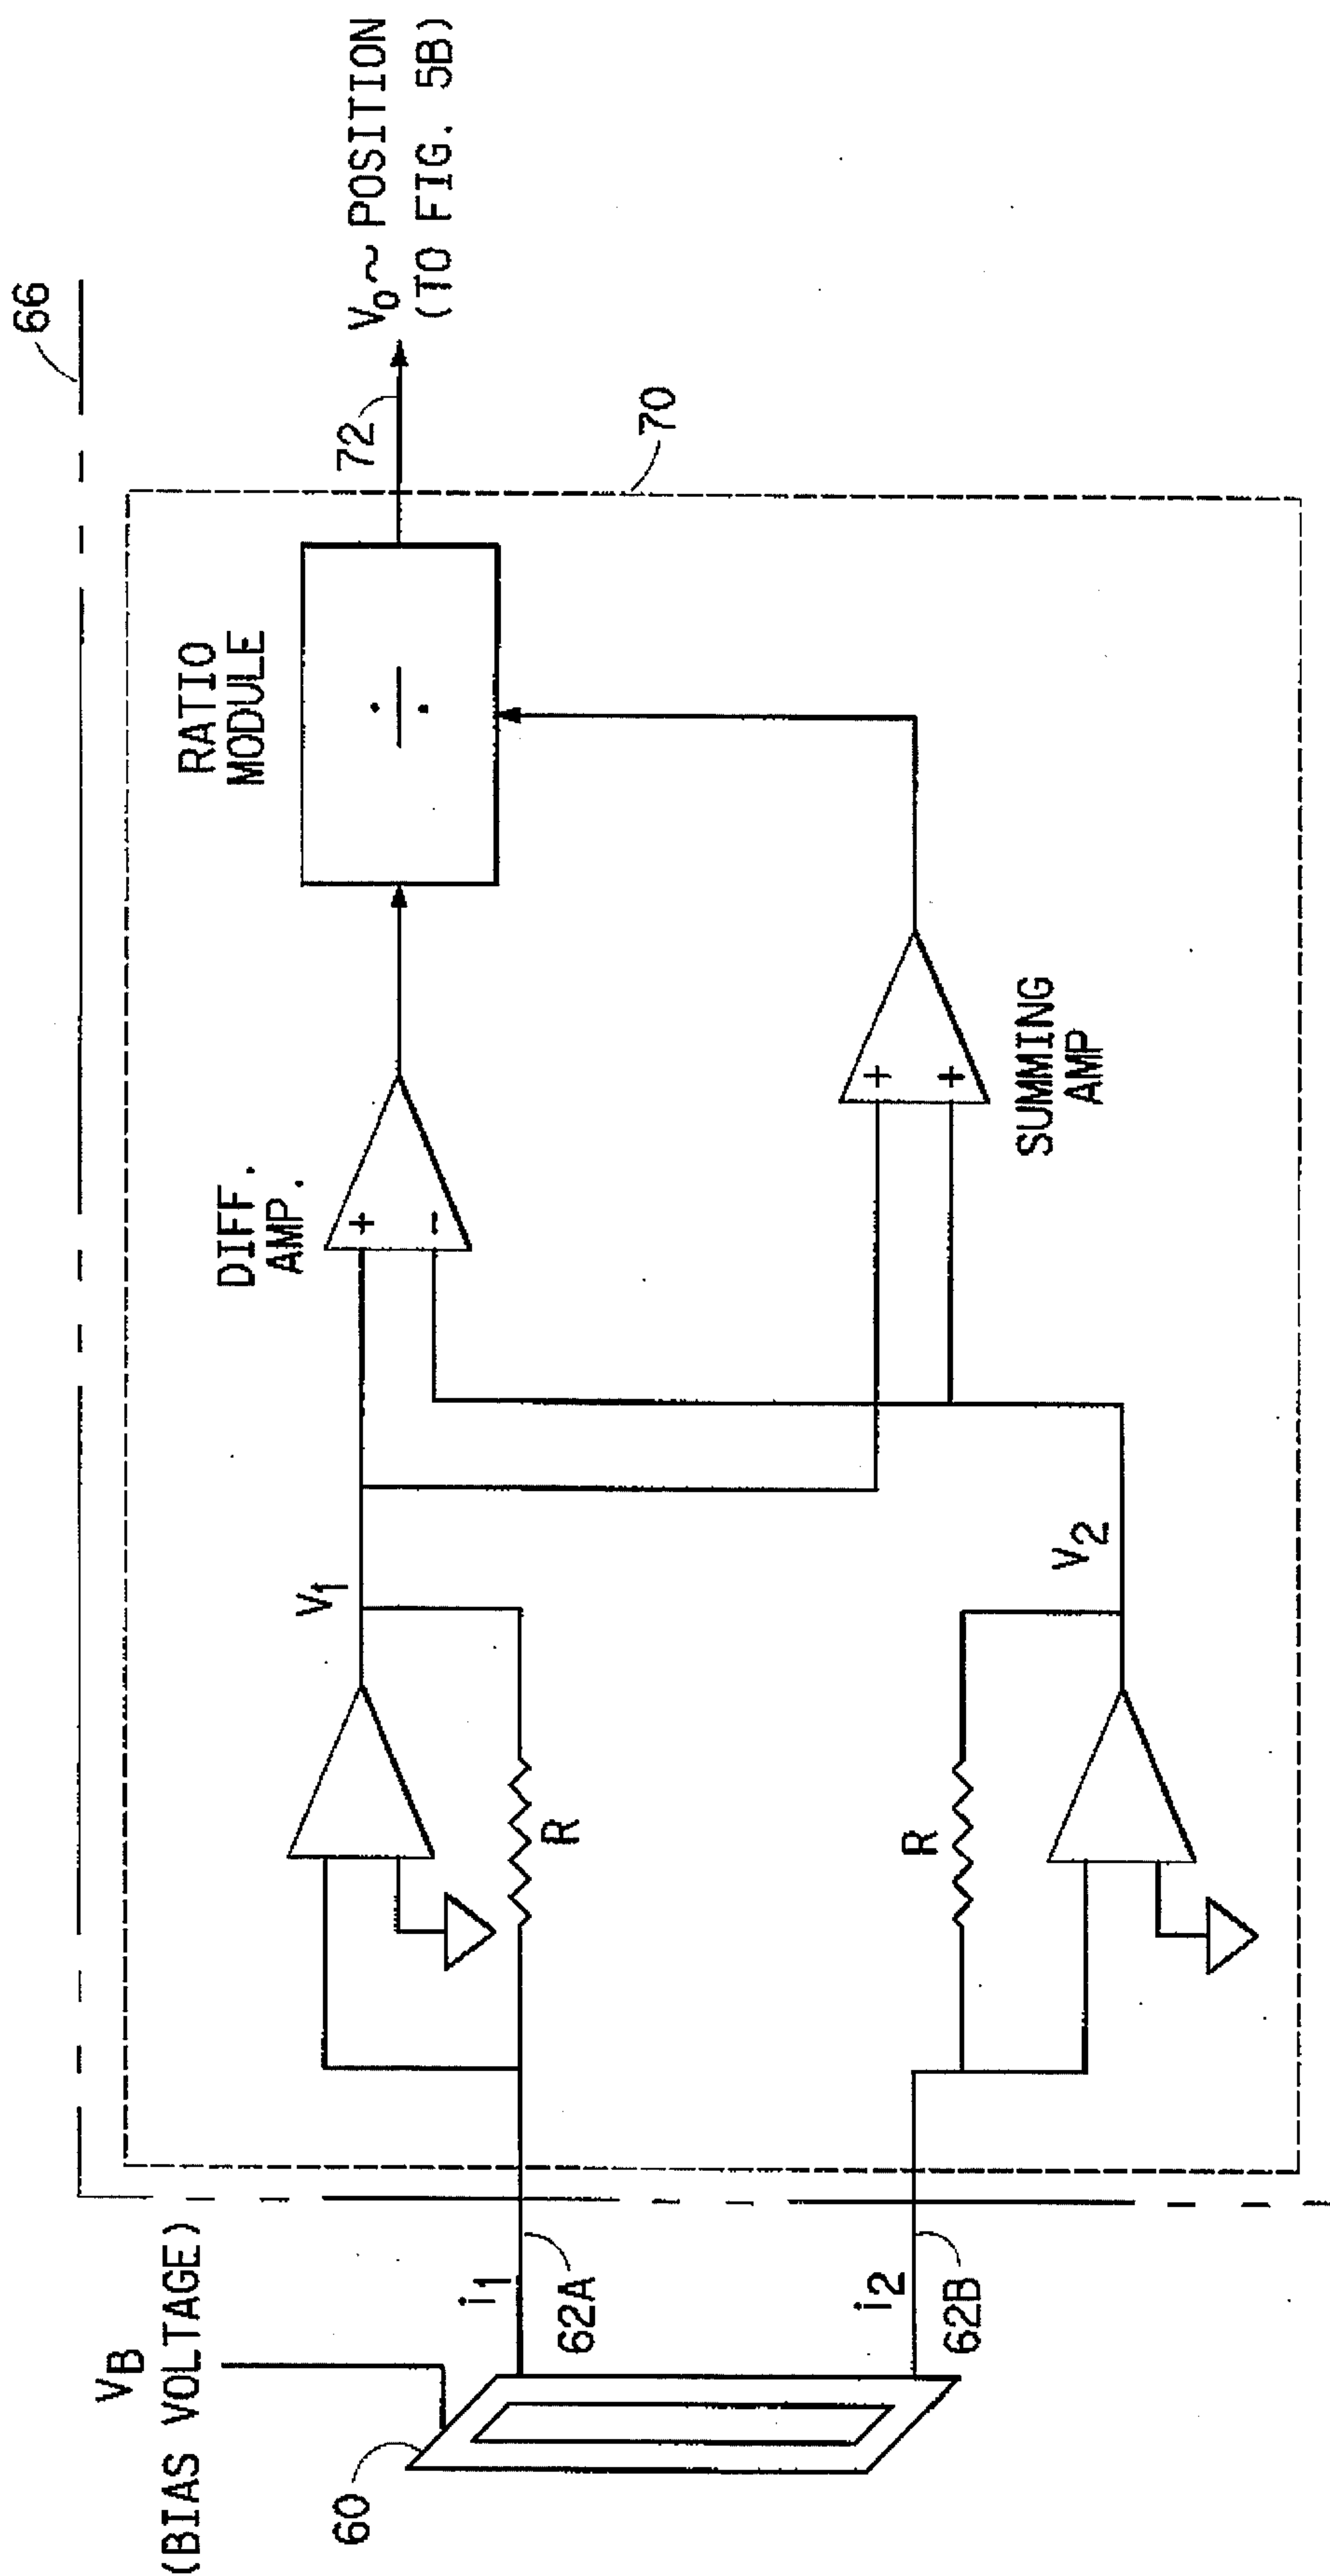 66
V₀ ~ POSITION
(TO FIG. 5B)
72
70
RATIO
MODULE
÷
DIFF.
AMP.
+
-
SUMMING
AMP
+
+
V₁
V₂
R
R
V_B
(BIAS VOLTAGE)
i₁
62A
i₂
62B
60